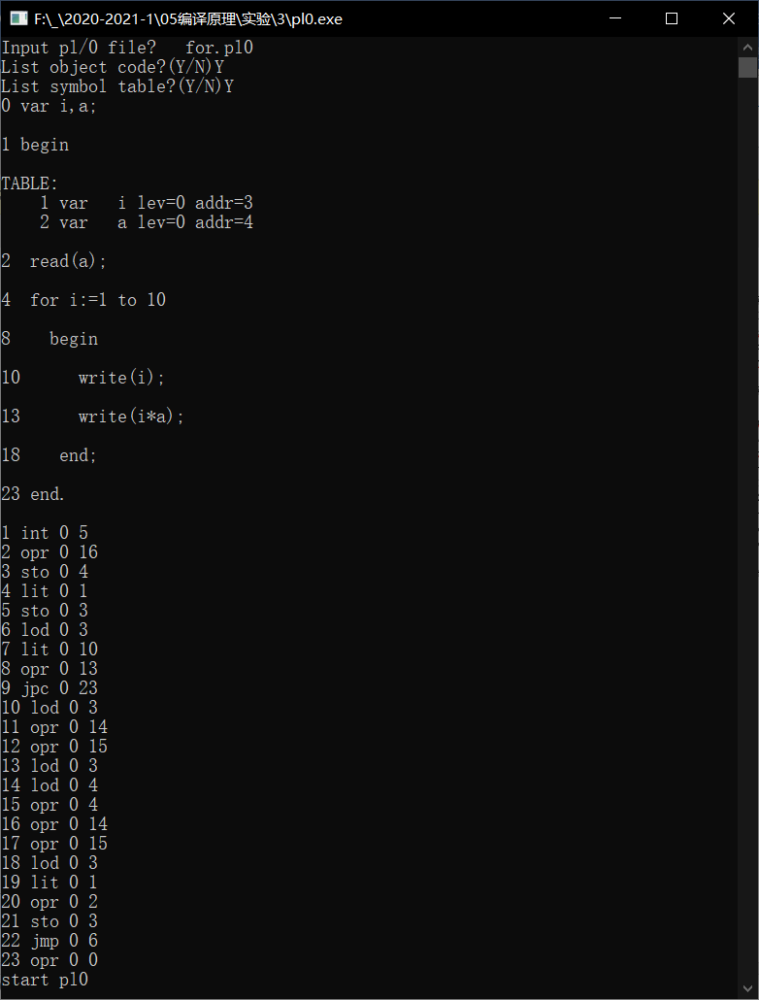 F:\_\2020-2021-1\05编译原理\实验\3\pl0.exe
Input pl/0 file?   for.pl0
List object code?(Y/N)Y
List symbol table?(Y/N)Y
0 var i,a;
1 begin
TABLE:
    1 var   i lev=0 addr=3
    2 var   a lev=0 addr=4
2  read(a);
4  for i:=1 to 10
8    begin
10      write(i);
13      write(i*a);
18    end;
23 end.
1 int 0 5
2 opr 0 16
3 sto 0 4
4 lit 0 1
5 sto 0 3
6 lod 0 3
7 lit 0 10
8 opr 0 13
9 jpc 0 23
10 lod 0 3
11 opr 0 14
12 opr 0 15
13 lod 0 3
14 lod 0 4
15 opr 0 4
16 opr 0 14
17 opr 0 15
18 lod 0 3
19 lit 0 1
20 opr 0 2
21 sto 0 3
22 jmp 0 6
23 opr 0 0
start pl0